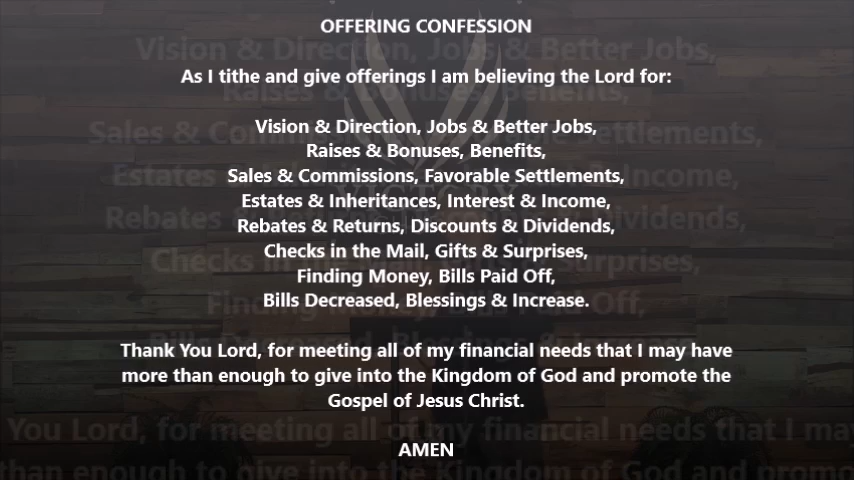 OFFERING CONFESSION
As I tithe and give offerings I am believing the Lord for:
Vision & Direction, Jobs & Better Jobs,
Raises & Bonuses, Benefits,
Sales & Commissions, Favorable Settlements,
Estates & Inheritances, Interest & Income,
Rebates & Returns, Discounts & Dividends,
Checks in the Mail, Gifts & Surprises,
Finding Money, Bills Paid Off,
Bills Decreased, Blessings & Increase.
Thank You Lord, for meeting all of my financial needs that I may have
more than enough to give into the Kingdom of God and promote the
Gospel of Jesus Christ.
AMEN